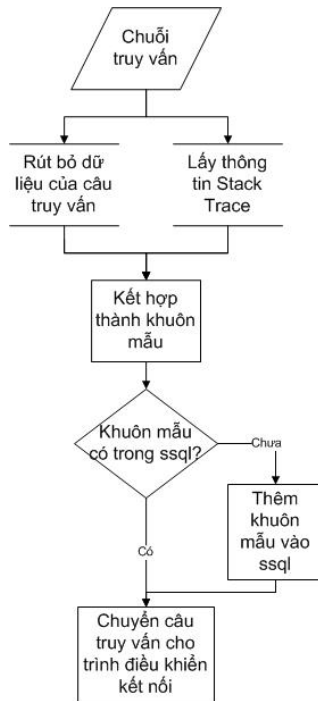 Chuỗi
truy vấn
Rút bỏ dữ
liệu của câu
truy vấn
Lấy thông
tin Stack
Trace
Kết hợp
thành khuôn
mẫu
Khuôn mẫu
có trong ssql?
Chưa
Thêm
khuôn
mẫu vào
ssql
Có
Chuyển câu
truy vấn cho
trình điều khiển
kết nối